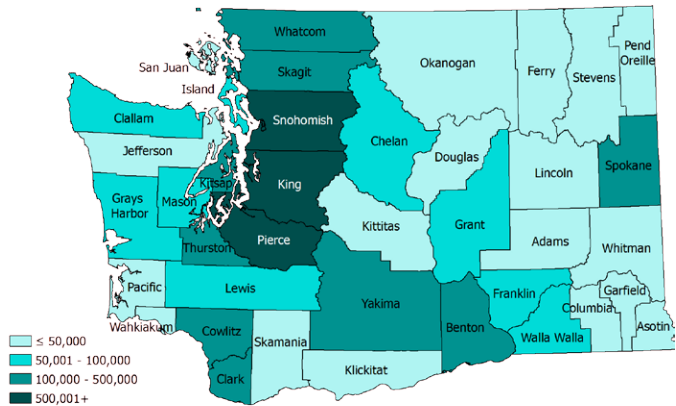 Whatcom
San Juan
Skagit
Island
Okanogan
Ferry
Stevens
Pend
Oreille
Clallam
Snohomish
Chelan
Jefferson
Douglas
Lincoln
Spokane
Kitsap
King
Grays
Harbor
Mason
Kittitas
Grant
Adams
Whitman
Thurston
Pierce
Pacific
Lewis
Yakima
Franklin
Columbia
Garfield
Wahkiakum
Cowlitz
Skamania
Benton
Walla Walla
Asotin
Clark
Klickitat
≤ 50,000
50,001 - 100,000
100,000 - 500,000
500,001+